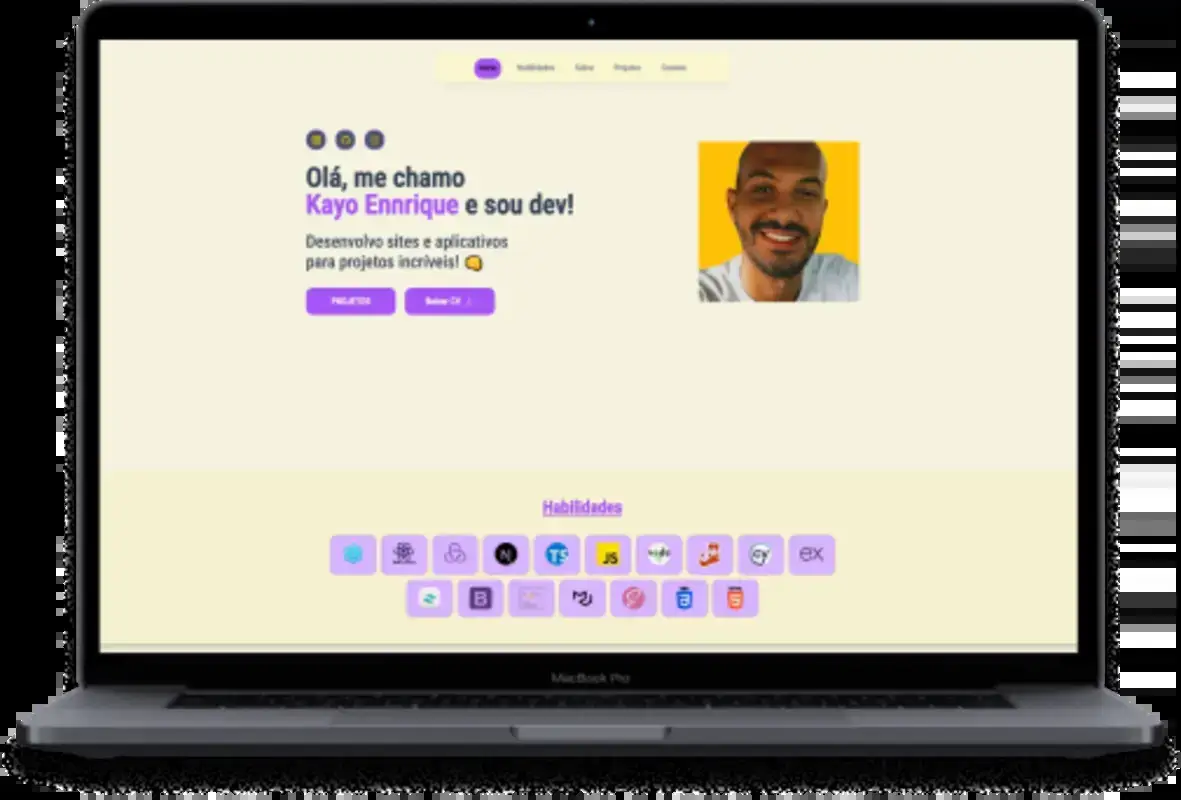 Início Habilidades Sobre Projetos Contato
Olá, me chamo
Kayo Ennrique e sou dev!
Desenvolvo sites e aplicativos
para projetos incríveis! 👊
PROJETOS Baixar CV
Habilidades
TS JS EX
MacBook Pro